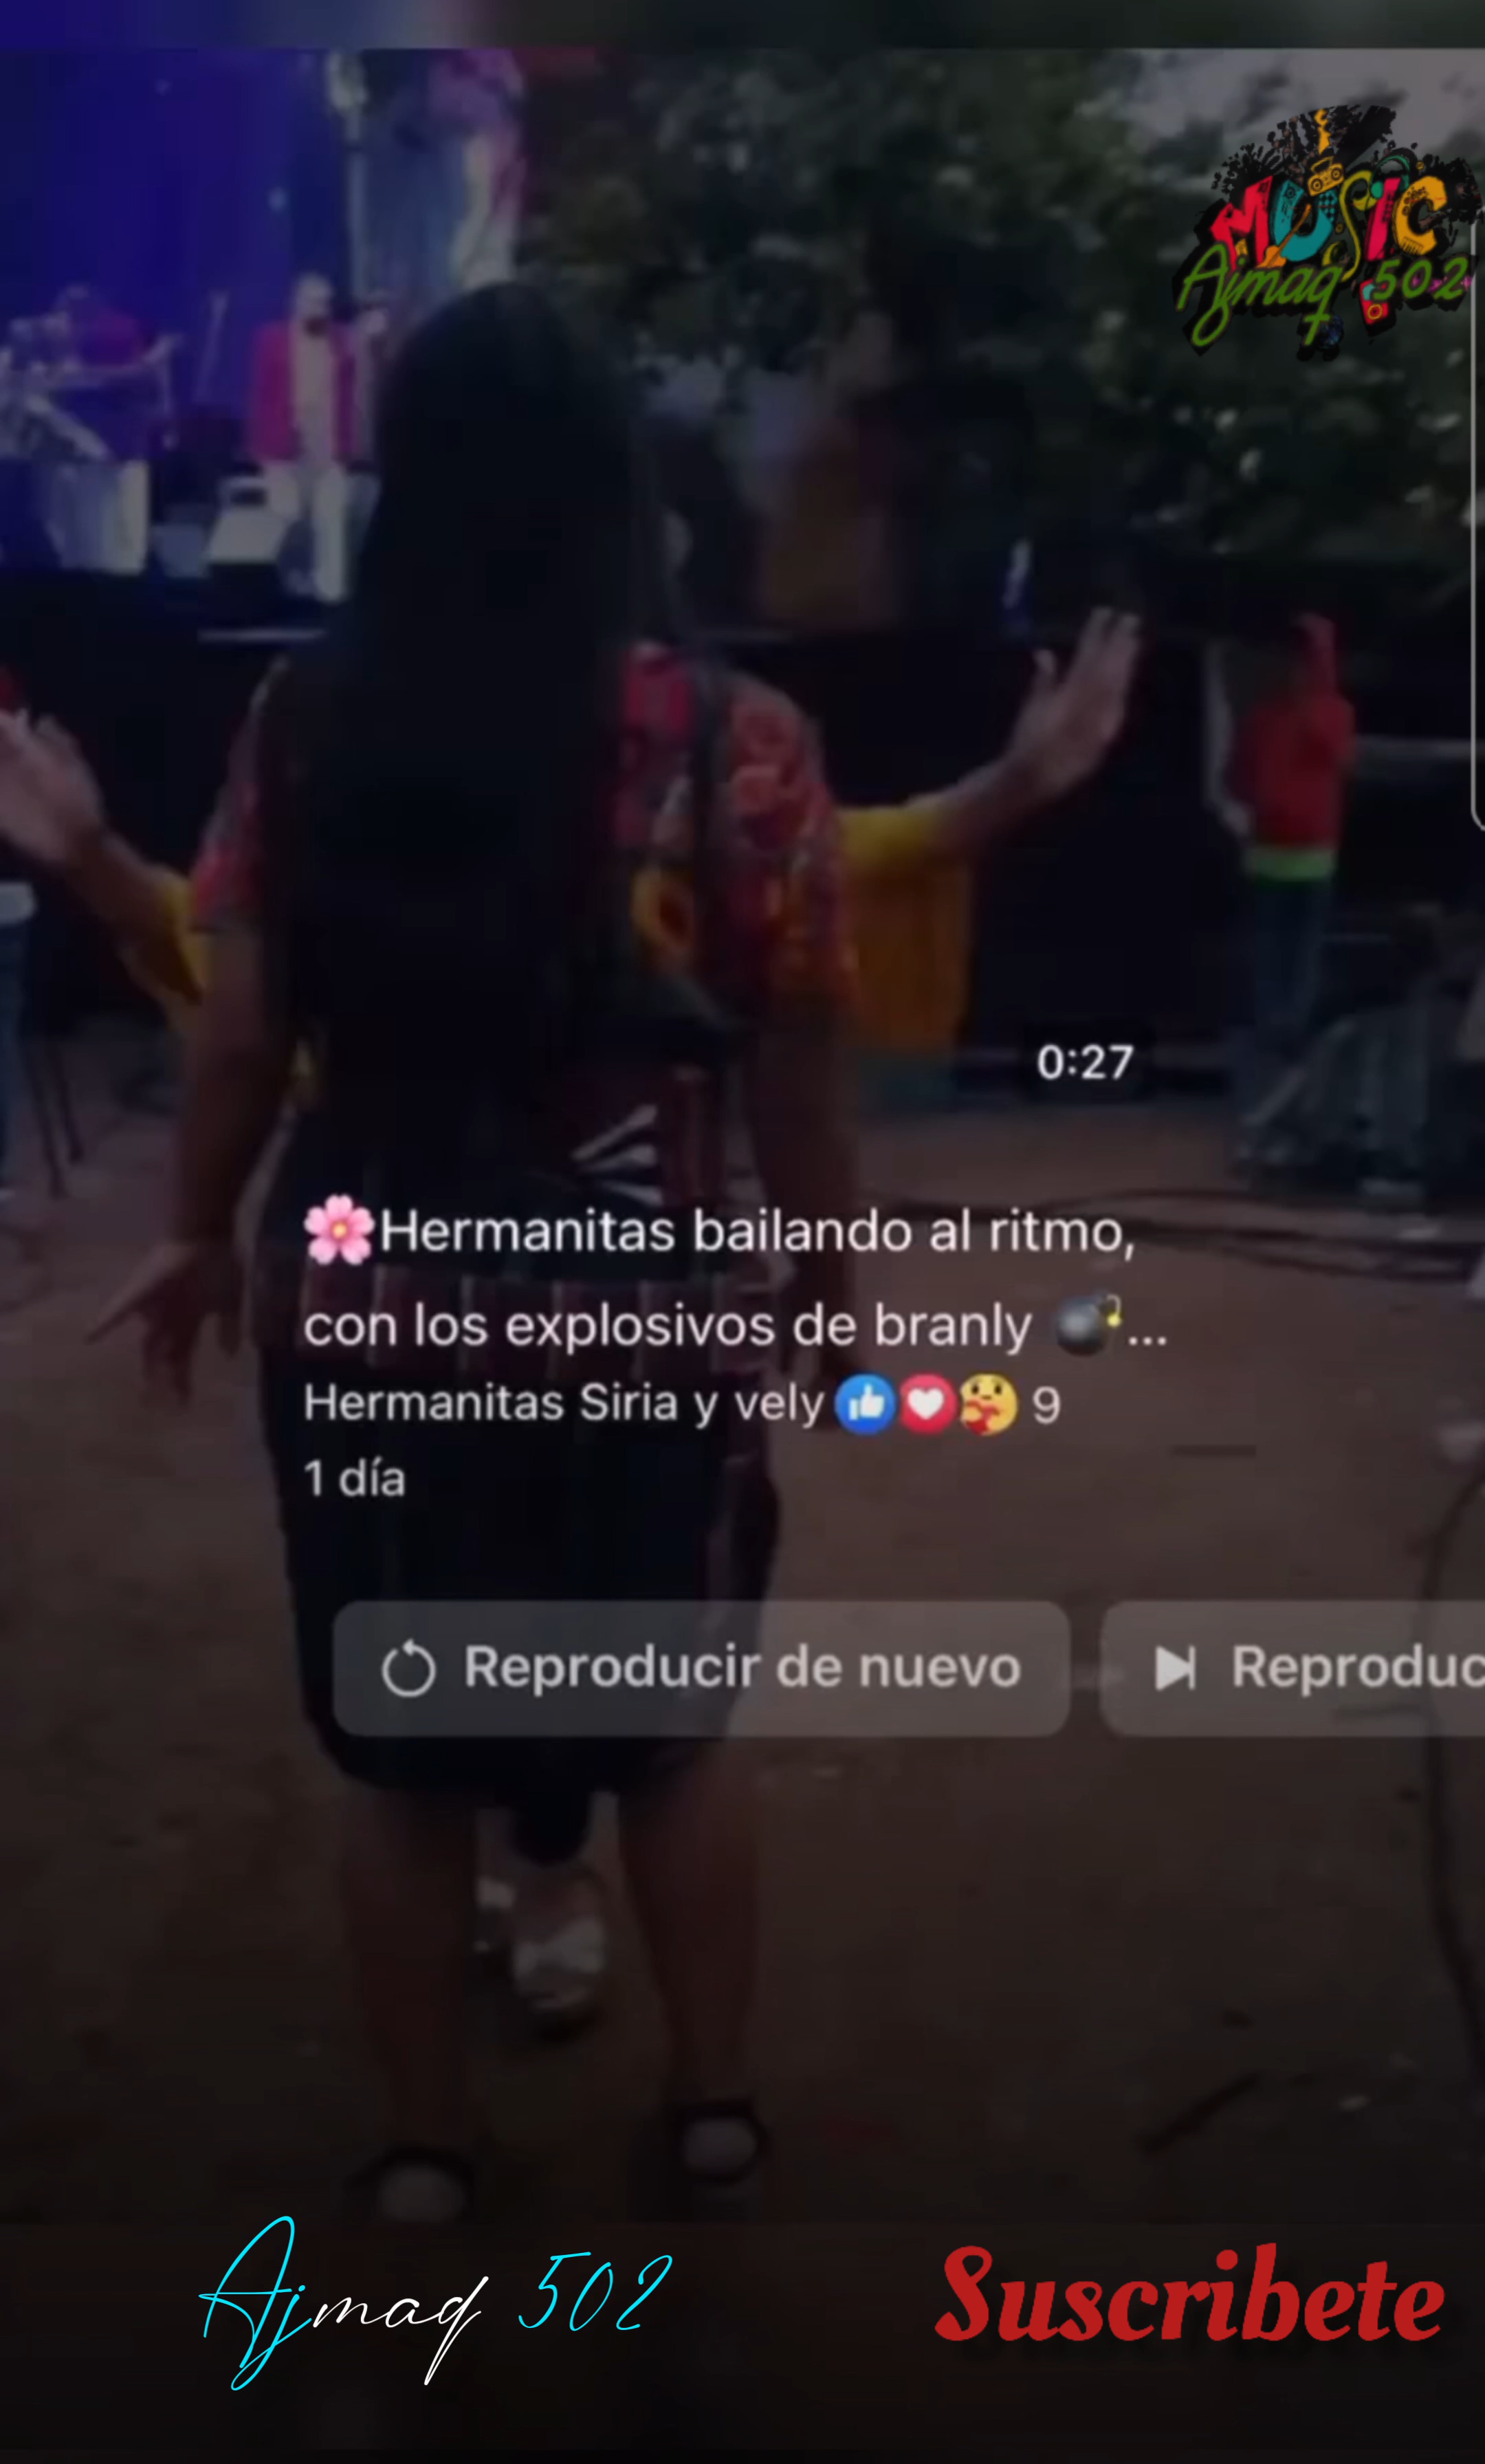 MUSIC
Ajmaq 502
0:27
🌸Hermanitas bailando al ritmo,
con los explosivos de branly 💣...
Hermanitas Siria y vely 👍❤️🤗 9
1 día
Reproducir de nuevo
Reproduc
Ajmaq 502
Suscribete